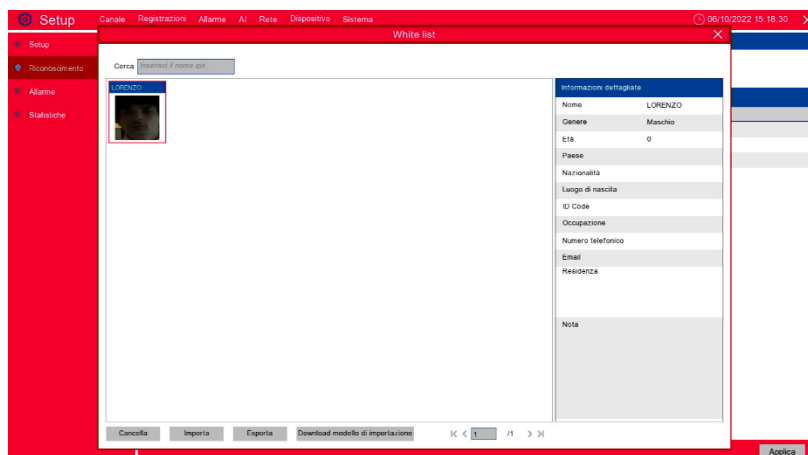 Setup Canale Registrazioni Allarme AI Rete Dispositivo Sistema 06/10/2022 15:18:30
White list
Setup
Riconoscimento
Allarme
Statistiche
Cerca Inserisci il nome qui...
LORENZO
Informazioni dettagliate
Nome LORENZO
Genere Maschio
Età 0
Paese
Nazionalità
Luogo di nascita
ID Code
Occupazione
Numero telefonico
Email
Residenza
Nota
Cancella Importa Esporta Download modello di importazione 1 /1
Applica